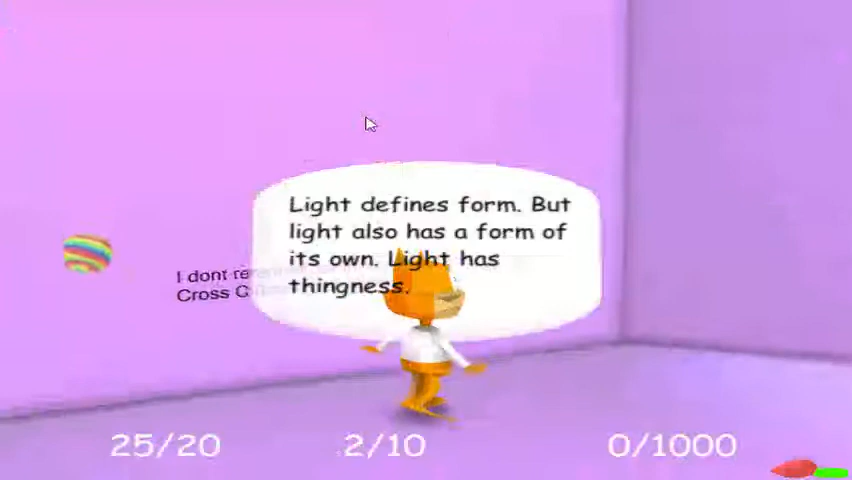 Light defines form. But
light also has a form of
its own. Light has
thingness.
I dont
Cross
25/20 2/10 0/1000